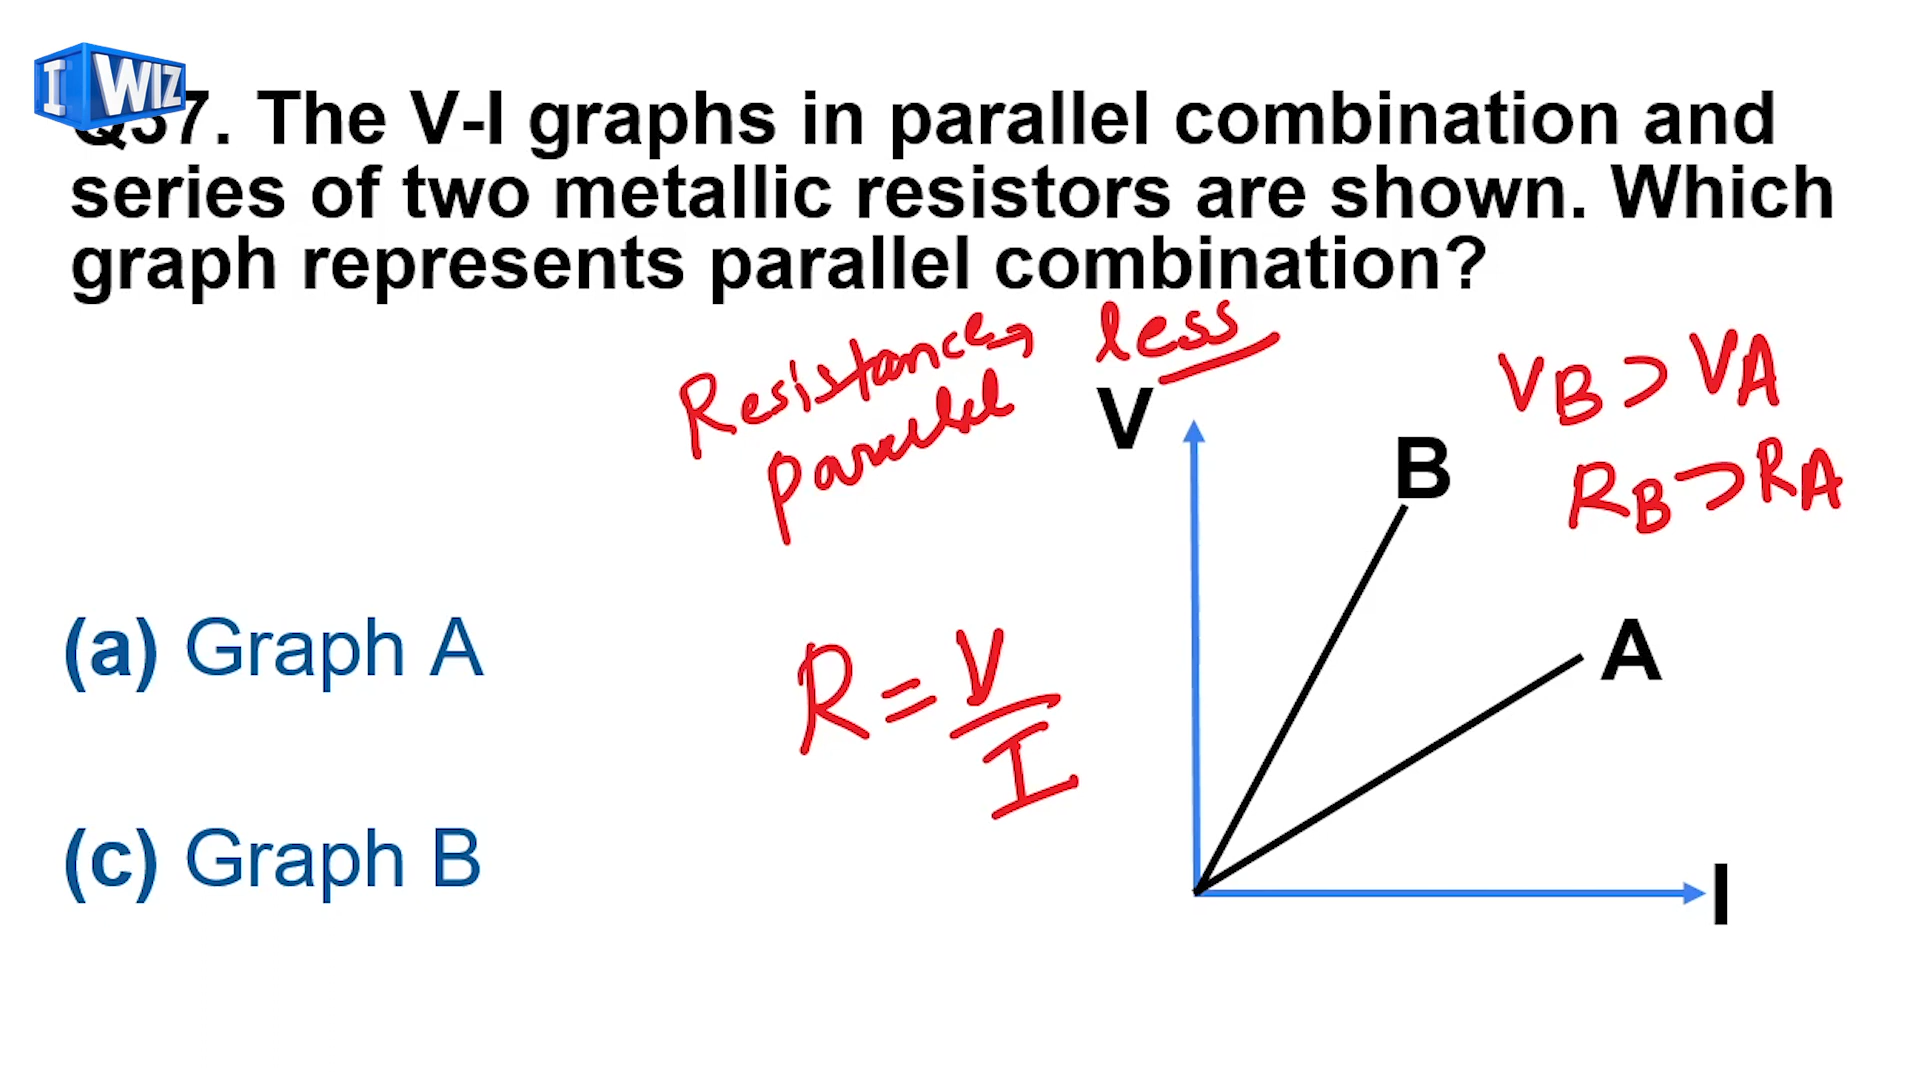 I WIZ
Q37. The V-I graphs in parallel combination and
series of two metallic resistors are shown. Which
graph represents parallel combination?
Resistance → less
parallel
V
B
A
I
VB > VA
RB > RA
R = V/I
(a) Graph A
(c) Graph B